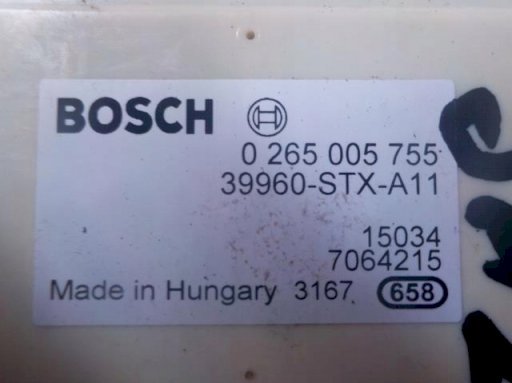 BOSCH
0 265 005 755
39960-STX-A11
15034
7064215
Made in Hungary 3167 658